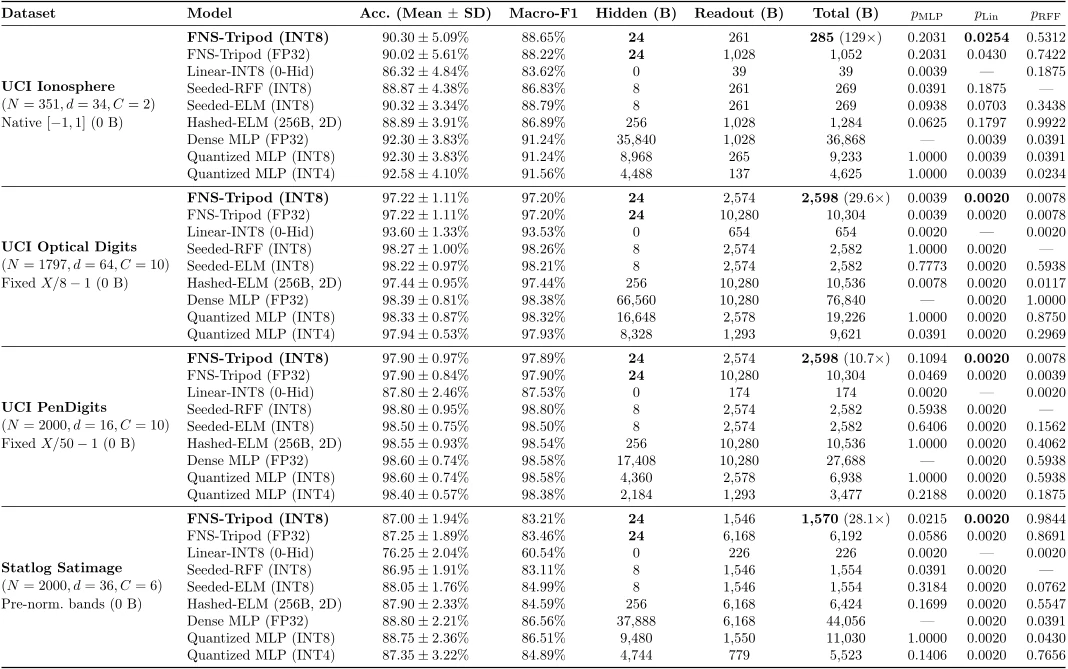 Dataset Model Acc. (Mean ± SD) Macro-F1 Hidden (B) Readout (B) Total (B) pMLP pLin pRFF
UCI Ionosphere
(N = 351, d = 34, C = 2)
Native [−1, 1] (0 B)
FNS-Tripod (INT8) 90.30 ± 5.09% 88.65% 24 261 285 (129×) 0.2031 0.0254 0.5312
FNS-Tripod (FP32) 90.02 ± 5.61% 88.22% 24 1,028 1,052 0.2031 0.0430 0.7422
Linear-INT8 (0-Hid) 86.32 ± 4.84% 83.62% 0 39 39 0.0039 — 0.1875
Seeded-RFF (INT8) 88.87 ± 4.38% 86.83% 8 261 269 0.0391 0.1875 —
Seeded-ELM (INT8) 90.32 ± 3.34% 88.79% 8 261 269 0.0938 0.0703 0.3438
Hashed-ELM (256B, 2D) 88.89 ± 3.91% 86.89% 256 1,028 1,284 0.0625 0.1797 0.9922
Dense MLP (FP32) 92.30 ± 3.83% 91.24% 35,840 1,028 36,868 — 0.0039 0.0391
Quantized MLP (INT8) 92.30 ± 3.83% 91.24% 8,968 265 9,233 1.0000 0.0039 0.0391
Quantized MLP (INT4) 92.58 ± 4.10% 91.56% 4,488 137 4,625 1.0000 0.0039 0.0234
UCI Optical Digits
(N = 1797, d = 64, C = 10)
Fixed X/8 − 1 (0 B)
FNS-Tripod (INT8) 97.22 ± 1.11% 97.20% 24 2,574 2,598 (29.6×) 0.0039 0.0020 0.0078
FNS-Tripod (FP32) 97.22 ± 1.11% 97.20% 24 10,280 10,304 0.0039 0.0020 0.0078
Linear-INT8 (0-Hid) 93.60 ± 1.33% 93.53% 0 654 654 0.0020 — 0.0020
Seeded-RFF (INT8) 98.27 ± 1.00% 98.26% 8 2,574 2,582 1.0000 0.0020 —
Seeded-ELM (INT8) 98.22 ± 0.97% 98.21% 8 2,574 2,582 0.7773 0.0020 0.5938
Hashed-ELM (256B, 2D) 97.44 ± 0.95% 97.44% 256 10,280 10,536 0.0078 0.0020 0.0117
Dense MLP (FP32) 98.39 ± 0.81% 98.38% 66,560 10,280 76,840 — 0.0020 1.0000
Quantized MLP (INT8) 98.33 ± 0.87% 98.32% 16,648 2,578 19,226 1.0000 0.0020 0.8750
Quantized MLP (INT4) 97.94 ± 0.53% 97.93% 8,328 1,293 9,621 0.0391 0.0020 0.2969
UCI PenDigits
(N = 2000, d = 16, C = 10)
Fixed X/50 − 1 (0 B)
FNS-Tripod (INT8) 97.90 ± 0.97% 97.89% 24 2,574 2,598 (10.7×) 0.1094 0.0020 0.0078
FNS-Tripod (FP32) 97.90 ± 0.84% 97.90% 24 10,280 10,304 0.0469 0.0020 0.0039
Linear-INT8 (0-Hid) 87.80 ± 2.46% 87.53% 0 174 174 0.0020 — 0.0020
Seeded-RFF (INT8) 98.80 ± 0.95% 98.80% 8 2,574 2,582 0.5938 0.0020 —
Seeded-ELM (INT8) 98.50 ± 0.75% 98.50% 8 2,574 2,582 0.6406 0.0020 0.1562
Hashed-ELM (256B, 2D) 98.55 ± 0.93% 98.54% 256 10,280 10,536 1.0000 0.0020 0.4062
Dense MLP (FP32) 98.60 ± 0.74% 98.58% 17,408 10,280 27,688 — 0.0020 0.5938
Quantized MLP (INT8) 98.60 ± 0.74% 98.58% 4,360 2,578 6,938 1.0000 0.0020 0.5938
Quantized MLP (INT4) 98.40 ± 0.57% 98.38% 2,184 1,293 3,477 0.2188 0.0020 0.1875
Statlog Satimage
(N = 2000, d = 36, C = 6)
Pre-norm. bands (0 B)
FNS-Tripod (INT8) 87.00 ± 1.94% 83.21% 24 1,546 1,570 (28.1×) 0.0215 0.0020 0.9844
FNS-Tripod (FP32) 87.25 ± 1.89% 83.46% 24 6,168 6,192 0.0586 0.0020 0.8691
Linear-INT8 (0-Hid) 76.25 ± 2.04% 60.54% 0 226 226 0.0020 — 0.0020
Seeded-RFF (INT8) 86.95 ± 1.91% 83.11% 8 1,546 1,554 0.0391 0.0020 —
Seeded-ELM (INT8) 88.05 ± 1.76% 84.99% 8 1,546 1,554 0.3184 0.0020 0.0762
Hashed-ELM (256B, 2D) 87.90 ± 2.33% 84.59% 256 6,168 6,424 0.1699 0.0020 0.5547
Dense MLP (FP32) 88.80 ± 2.21% 86.56% 37,888 6,168 44,056 — 0.0020 0.0391
Quantized MLP (INT8) 88.75 ± 2.36% 86.51% 9,480 1,550 11,030 1.0000 0.0020 0.0430
Quantized MLP (INT4) 87.35 ± 3.22% 84.89% 4,744 779 5,523 0.1406 0.0020 0.7656